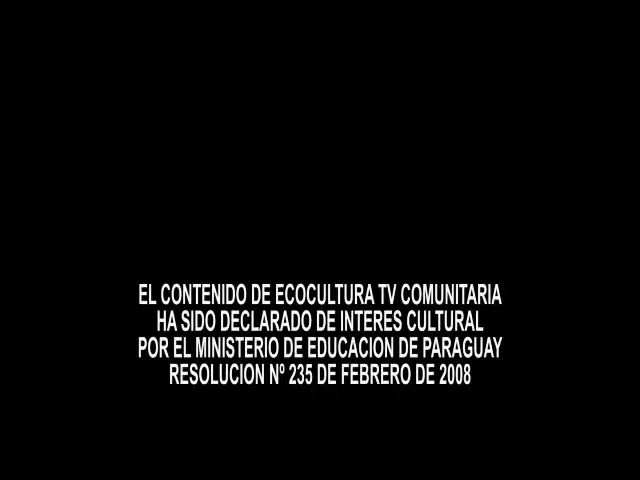 EL CONTENIDO DE ECOCULTURA TV COMUNITARIA
HA SIDO DECLARADO DE INTERES CULTURAL
POR EL MINISTERIO DE EDUCACION DE PARAGUAY
RESOLUCION Nº 235 DE FEBRERO DE 2008